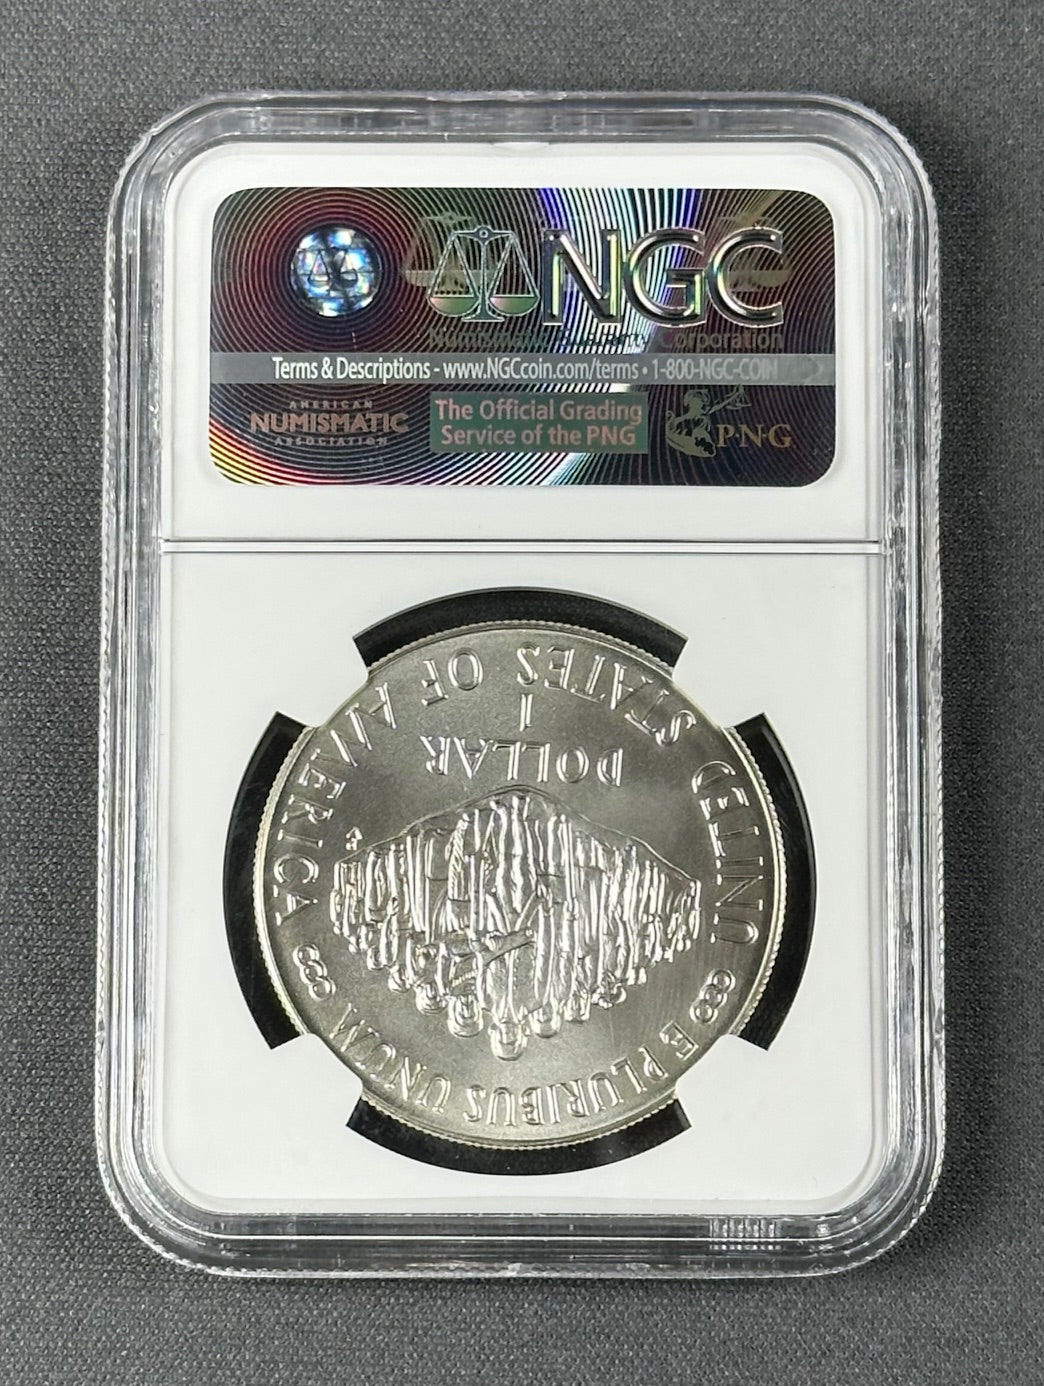 NGC
Numismatic Guaranty Corporation
Terms & Descriptions - www.NGCcoin.com/terms • 1-800-NGC-COIN
AMERICAN
NUMISMATIC
ASSOCIATION
The Official Grading
Service of the PNG
PNG
UNITED STATES OF AMERICA
1
DOLLAR
E PLURIBUS UNUM